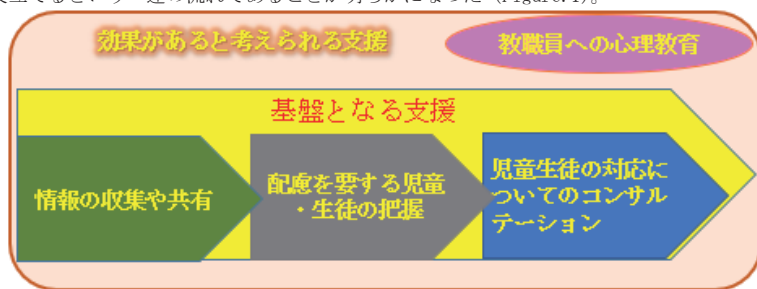 (Figure.1)。
効果があると考えられる支援
教職員への心理教育
基盤となる支援
情報の収集や共有
配慮を要する児童
・生徒の把握
児童生徒の対応に
ついてのコンサル
テーション